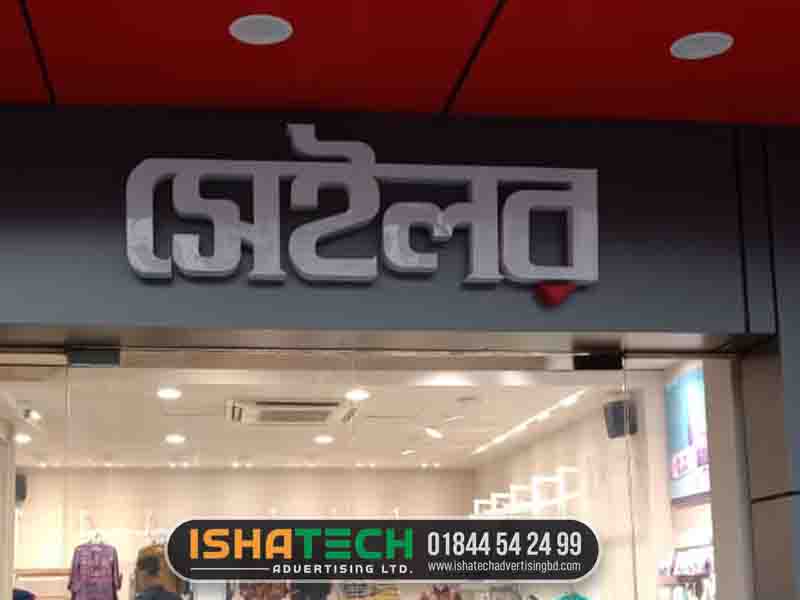 সেইলর
ISHATECH 01844 54 24 99
ADVERTISING LTD. www.ishatechadvertisingbd.com